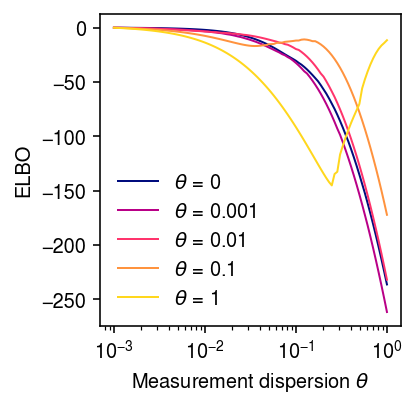 ELBO
0
−50
−100
−150
−200
−250
θ = 0
θ = 0.001
θ = 0.01
θ = 0.1
θ = 1
10⁻³ 10⁻² 10⁻¹ 10⁰
Measurement dispersion θ